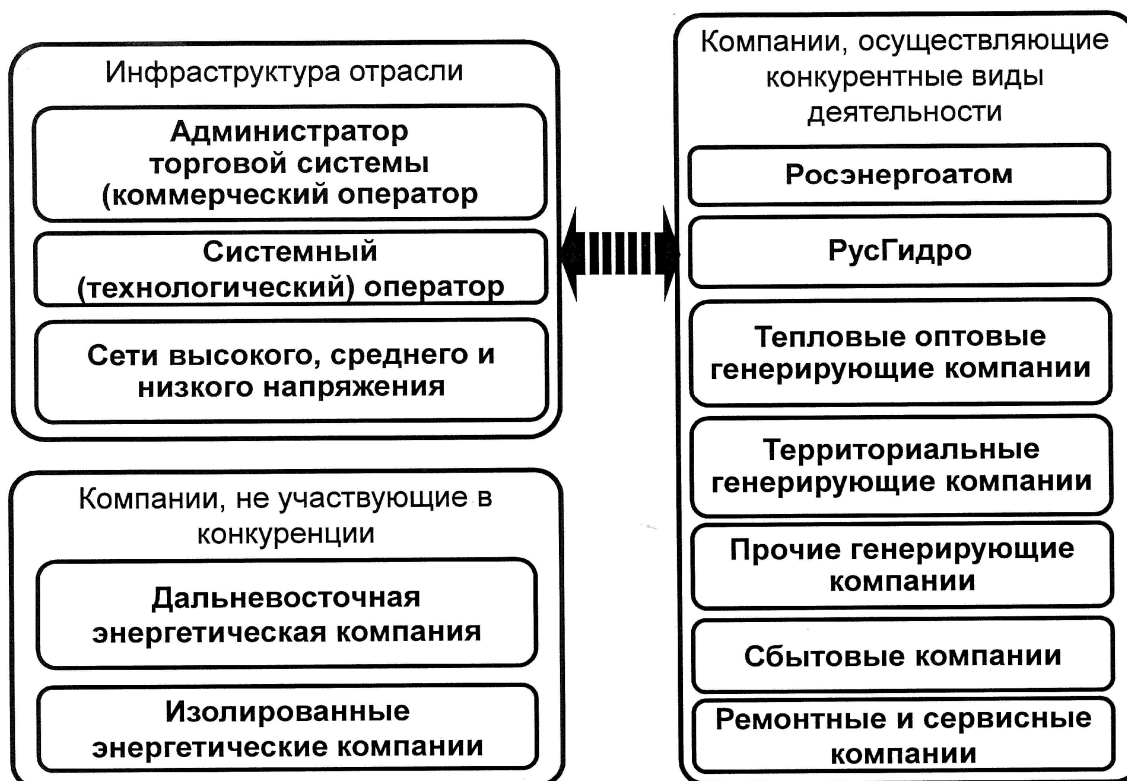 Инфраструктура отрасли
Администратор
торговой системы
(коммерческий оператор
Системный
(технологический) оператор
Сети высокого, среднего и
низкого напряжения
Компании, не участвующие в
конкуренции
Дальневосточная
энергетическая компания
Изолированные
энергетические компании
Компании, осуществляющие
конкурентные виды
деятельности
Росэнергоатом
РусГидро
Тепловые оптовые
генерирующие компании
Территориальные
генерирующие компании
Прочие генерирующие
компании
Сбытовые компании
Ремонтные и сервисные
компании